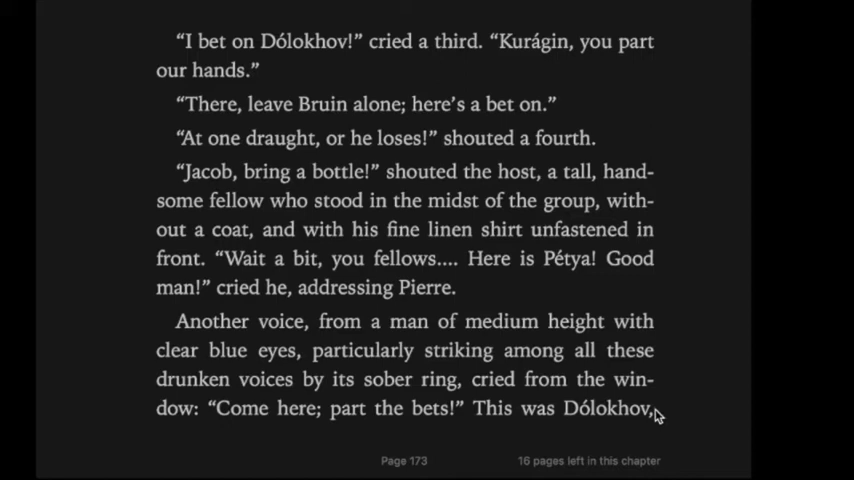 “I bet on Dólokhov!” cried a third. “Kurágin, you part
our hands.”
“There, leave Bruin alone; here’s a bet on.”
“At one draught, or he loses!” shouted a fourth.
“Jacob, bring a bottle!” shouted the host, a tall, hand-
some fellow who stood in the midst of the group, with-
out a coat, and with his fine linen shirt unfastened in
front. “Wait a bit, you fellows.... Here is Pétya! Good
man!” cried he, addressing Pierre.
Another voice, from a man of medium height with
clear blue eyes, particularly striking among all these
drunken voices by its sober ring, cried from the win-
dow: “Come here; part the bets!” This was Dólokhov,
Page 173
16 pages left in this chapter